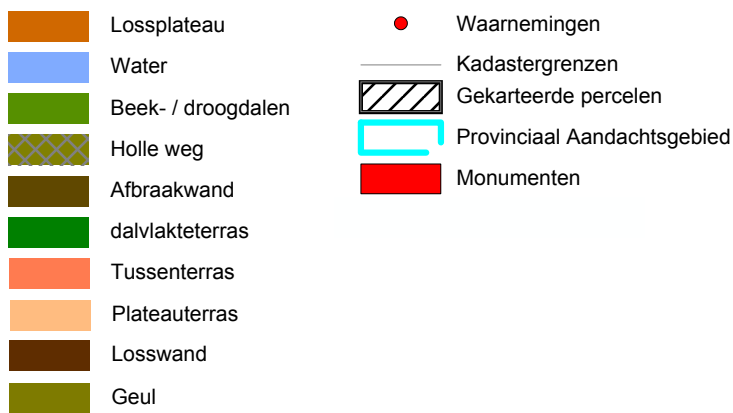 Lossplateau
Water
Beek- / droogdalen
Holle weg
Afbraakwand
dalvlakteterras
Tussenterras
Plateauterras
Losswand
Geul
Waarnemingen
Kadastergrenzen
Gekarteerde percelen
Provinciaal Aandachtsgebied
Monumenten